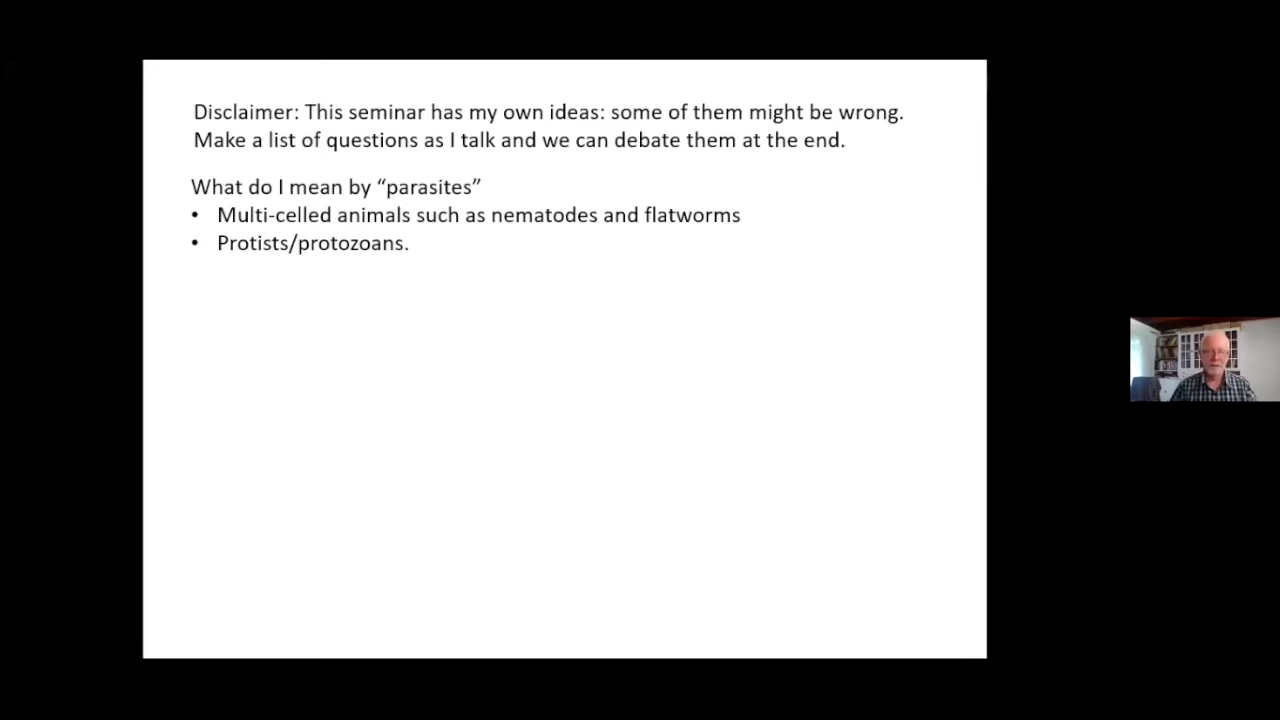 Disclaimer: This seminar has my own ideas: some of them might be wrong.
Make a list of questions as I talk and we can debate them at the end.
What do I mean by “parasites”
• Multi-celled animals such as nematodes and flatworms
• Protists/protozoans.